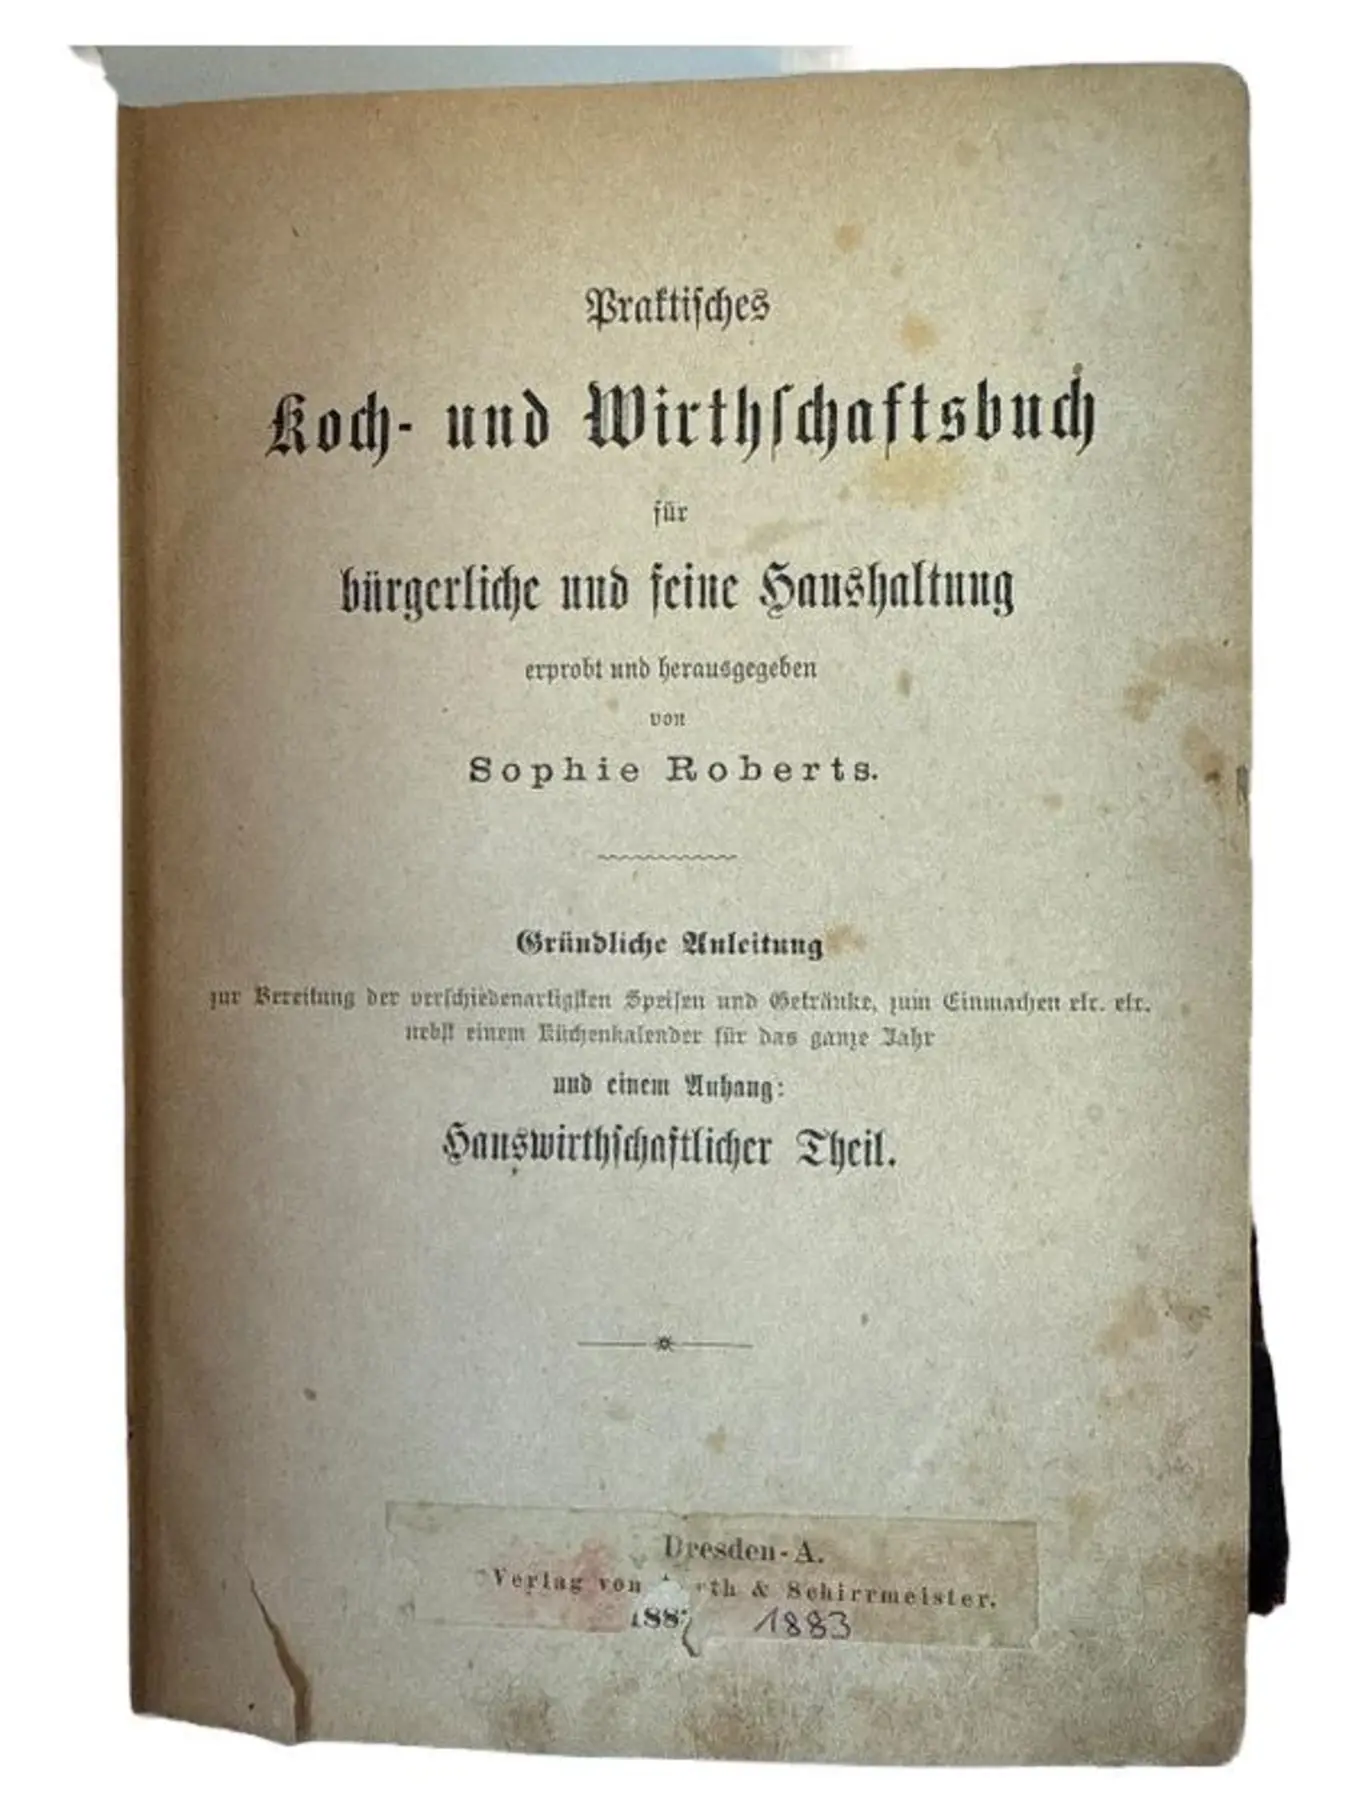 Praktisches
Koch- und Wirthschaftsbuch
für
bürgerliche und feine Haushaltung
erprobt und herausgegeben
von
Sophie Roberts.
Gründliche Anleitung
zur Bereitung der verschiedenartigsten Speisen und Getränke, zum Einmachen etc. etc.
nebst einem Küchenkalender für das ganze Jahr
und einem Anhang:
Hauswirthschaftlicher Theil.
Dresden-A.
Verlag von & Schirrmeister.
1883